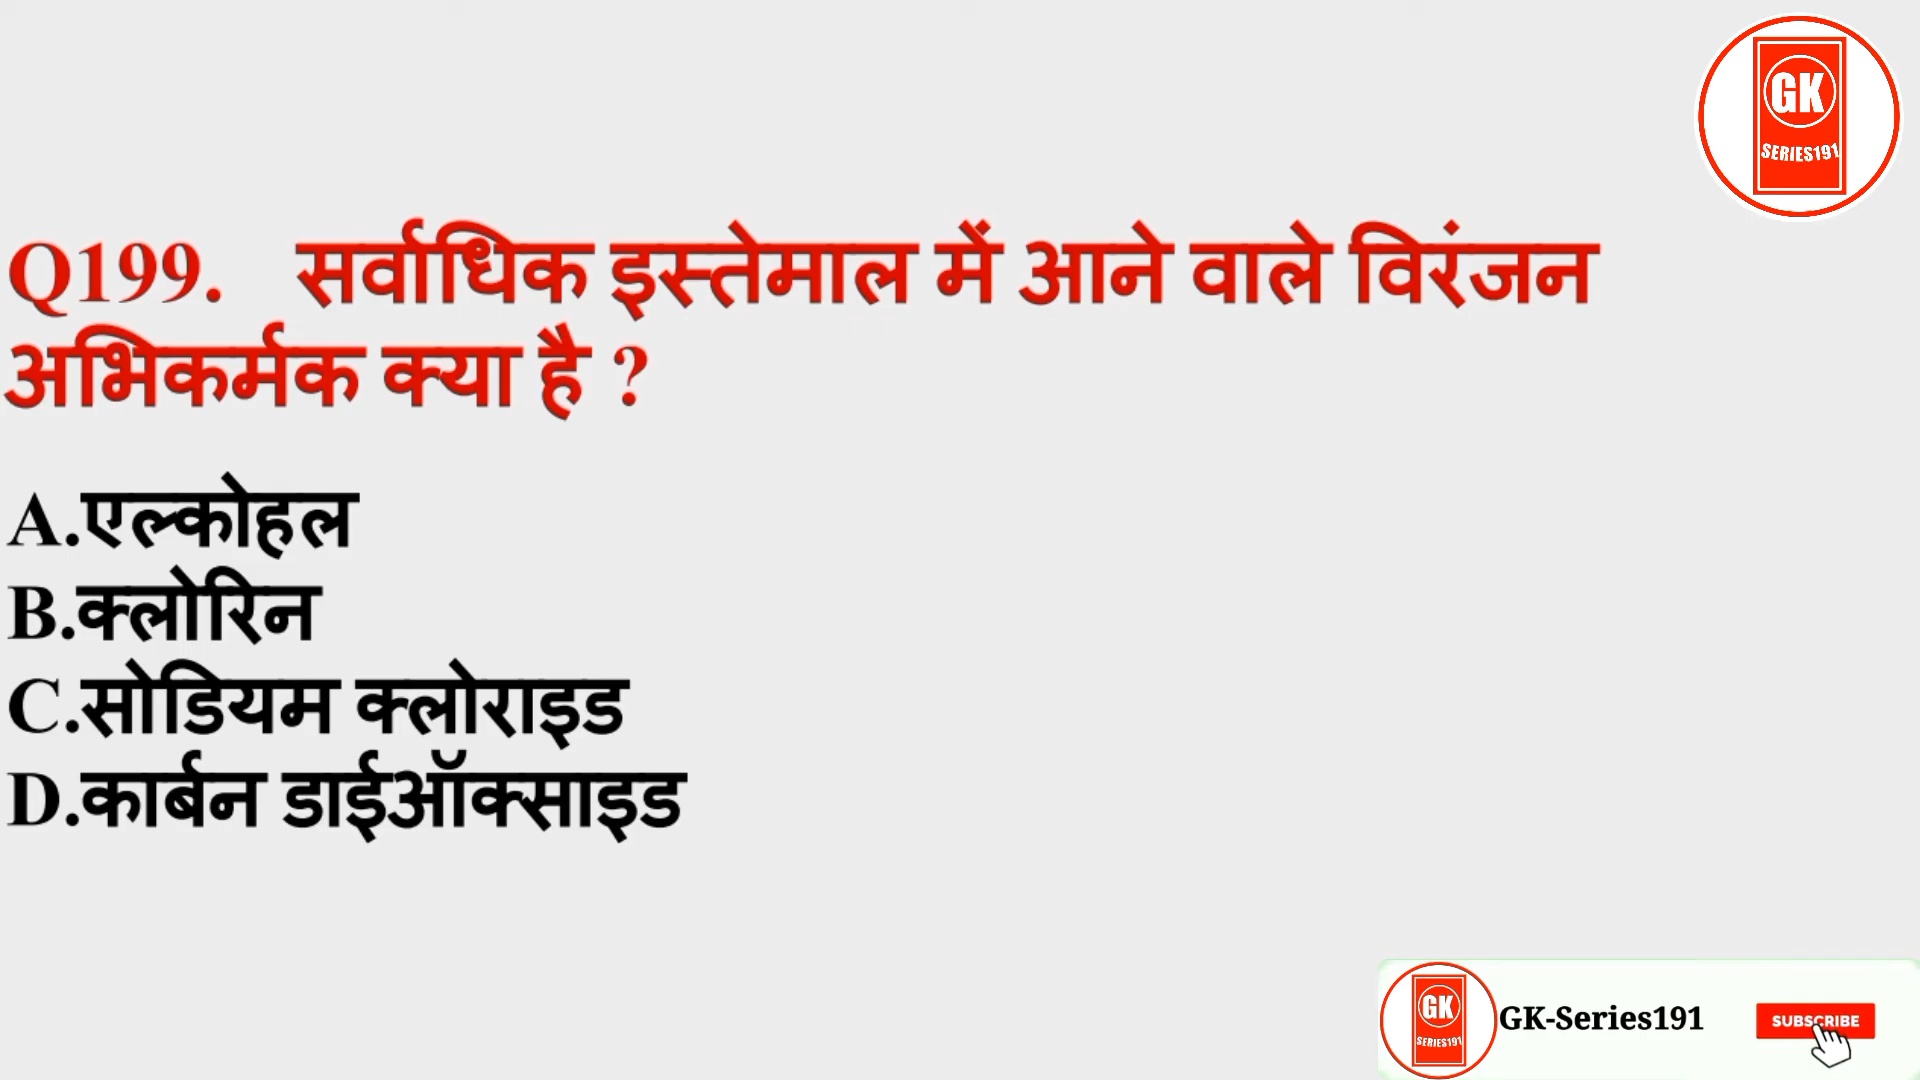 GK
SERIES191
Q199. सर्वाधिक इस्तेमाल में आने वाले विरंजन
अभिकर्मक क्या है ?
A.एल्कोहल
B.क्लोरिन
C.सोडियम क्लोराइड
D.कार्बन डाईऑक्साइड
GK
SERIES191
GK-Series191
SUBSCRIBE